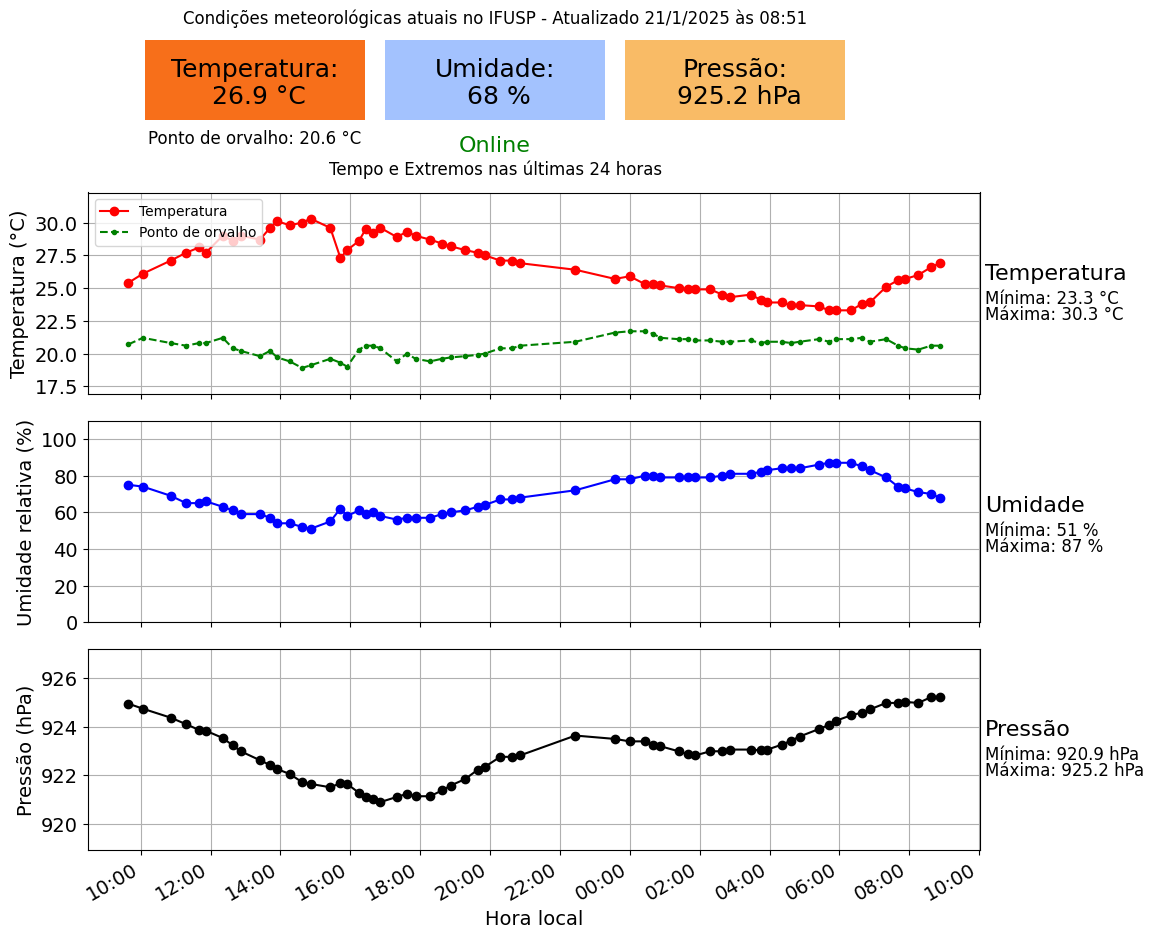 Condições meteorológicas atuais no IFUSP - Atualizado 21/1/2025 às 08:51
Temperatura:
26.9 °C
Umidade:
68 %
Pressão:
925.2 hPa
Ponto de orvalho: 20.6 °C
Online
Tempo e Extremos nas últimas 24 horas
Temperatura (°C)
30.0
27.5
25.0
22.5
20.0
17.5
Temperatura
Ponto de orvalho
Temperatura
Mínima: 23.3 °C
Máxima: 30.3 °C
Umidade relativa (%)
100
80
60
40
20
0
Umidade
Mínima: 51 %
Máxima: 87 %
Pressão (hPa)
926
924
922
920
Pressão
Mínima: 920.9 hPa
Máxima: 925.2 hPa
10:00
12:00
14:00
16:00
18:00
20:00
22:00
00:00
02:00
04:00
06:00
08:00
10:00
Hora local